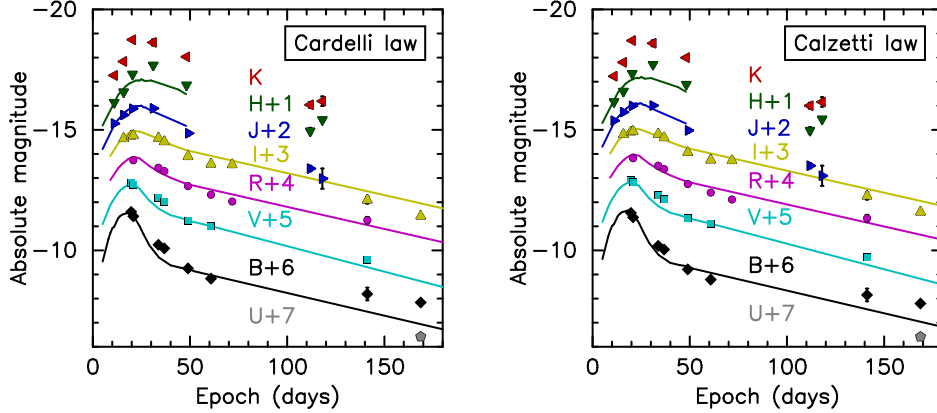 −20
−15
−10
Absolute magnitude
Cardelli law
K
H+1
J+2
I+3
R+4
V+5
B+6
U+7
0
50
100
150
Epoch (days)
−20
−15
−10
Absolute magnitude
Calzetti law
K
H+1
J+2
I+3
R+4
V+5
B+6
U+7
0
50
100
150
Epoch (days)